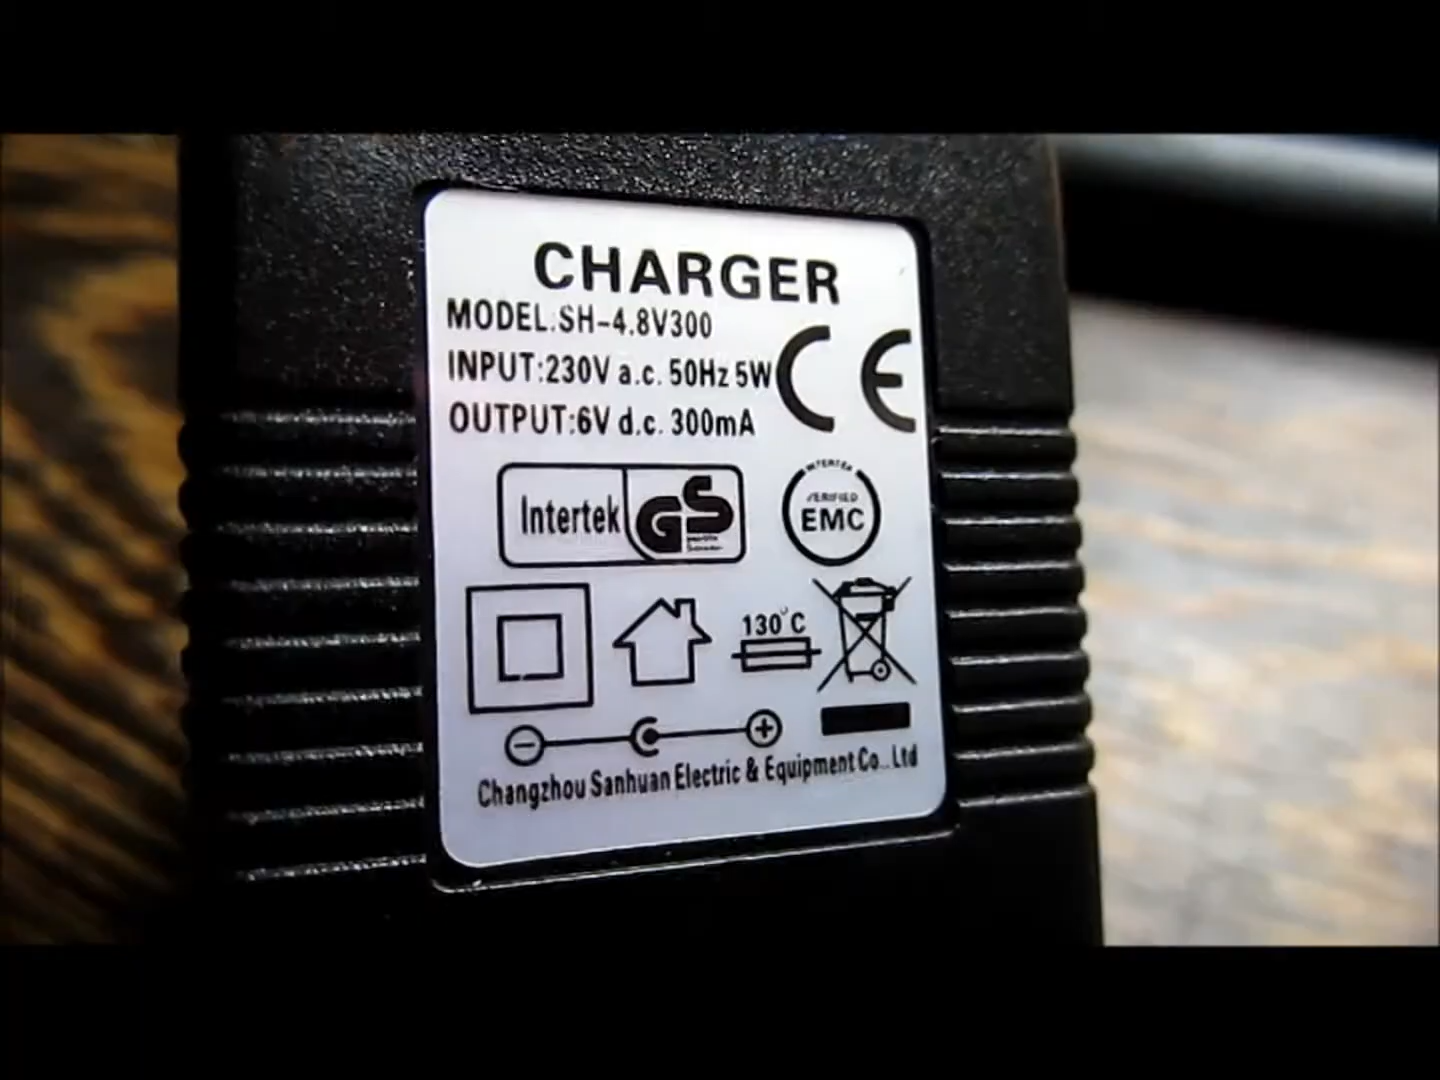 CHARGER
MODEL:SH-4.8V300
INPUT:230V a.c. 50Hz 5W
OUTPUT:6V d.c. 300mA
CE
Intertek GS
INTERTEK
VERIFIED
EMC
130°C
Changzhou Sanhuan Electric & Equipment Co.. Ltd